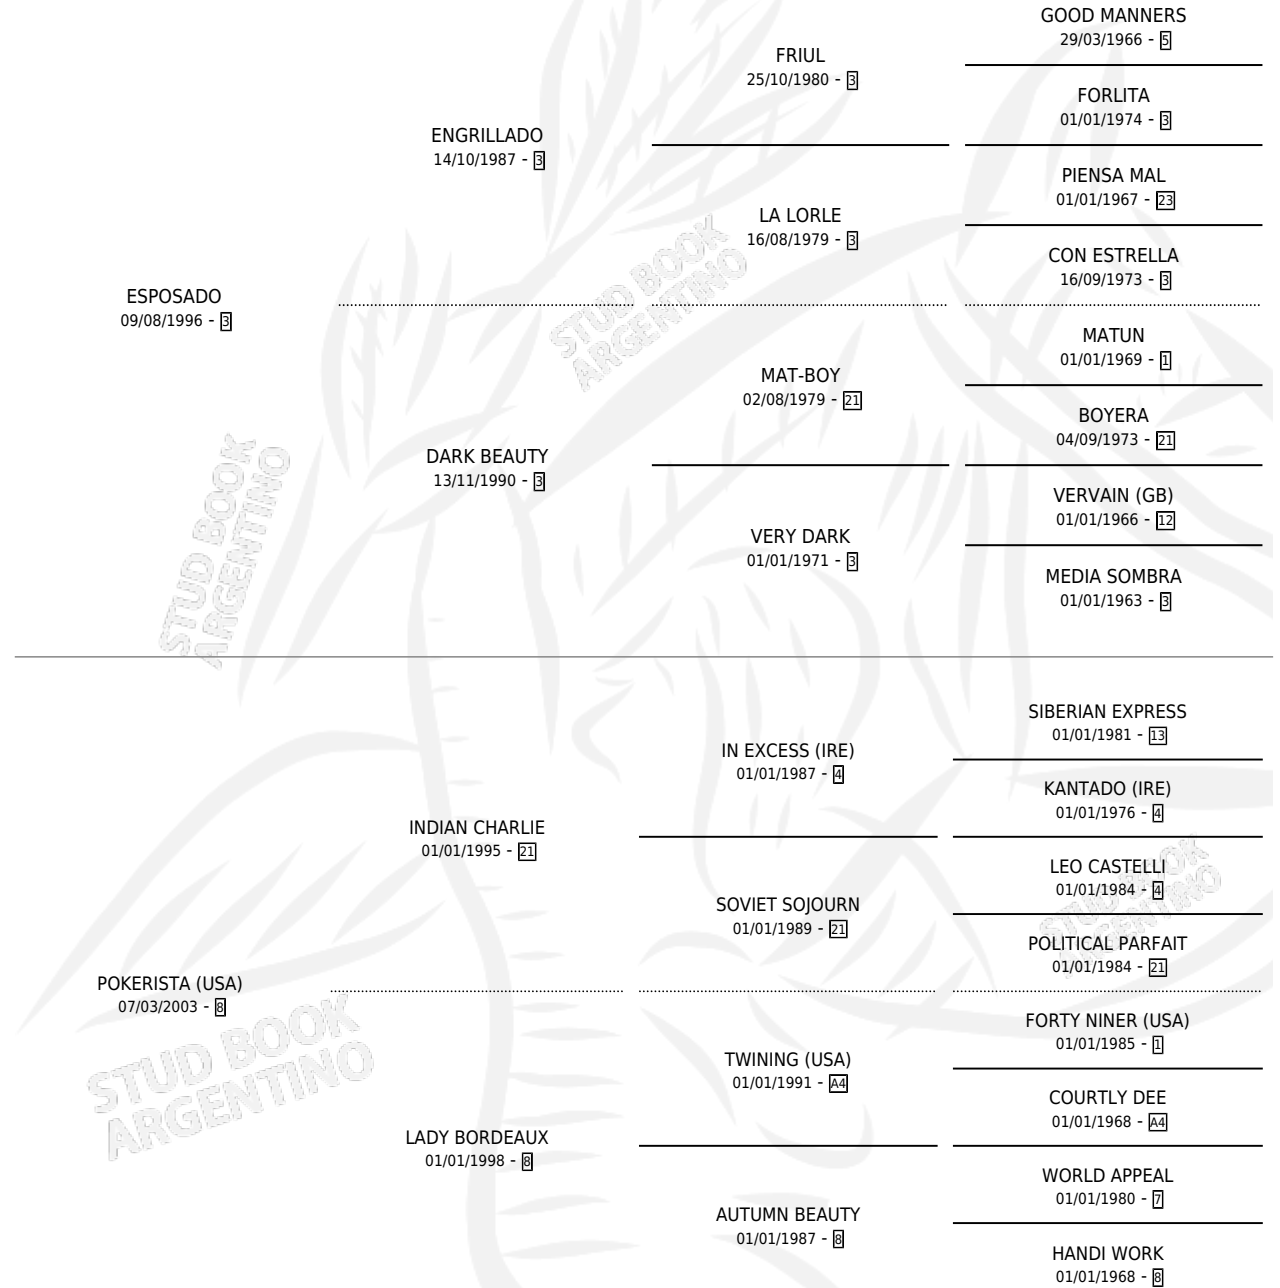 GOOD MANNERS
29/03/1966 - 5
FRIUL
25/10/1980 - 3
FORLITA
01/01/1974 - 3
ENGRILLADO
14/10/1987 - 3
PIENSA MAL
01/01/1967 - 23
LA LORLE
16/08/1979 - 3
CON ESTRELLA
16/09/1973 - 3
ESPOSADO
09/08/1996 - 3
STUD BOOK
ARGENTINO
MATUN
01/01/1969 - 1
MAT-BOY
02/08/1979 - 21
BOYERA
04/09/1973 - 21
DARK BEAUTY
13/11/1990 - 3
VERVAIN (GB)
01/01/1966 - 12
VERY DARK
01/01/1971 - 3
MEDIA SOMBRA
01/01/1963 - 3
STUD BOOK
ARGENTINO
SIBERIAN EXPRESS
01/01/1981 - 13
IN EXCESS (IRE)
01/01/1987 - 4
KANTADO (IRE)
01/01/1976 - 4
INDIAN CHARLIE
01/01/1995 - 21
LEO CASTELLI
01/01/1984 - 4
SOVIET SOJOURN
01/01/1989 - 21
POLITICAL PARFAIT
01/01/1984 - 21
STUD BOOK
ARGENTINO
POKERISTA (USA)
07/03/2003 - 8
FORTY NINER (USA)
01/01/1985 - 1
TWINING (USA)
01/01/1991 - A4
COURTLY DEE
01/01/1968 - A4
STUD BOOK
ARGENTINO
LADY BORDEAUX
01/01/1998 - 8
WORLD APPEAL
01/01/1980 - 7
AUTUMN BEAUTY
01/01/1987 - 8
HANDI WORK
01/01/1968 - 8